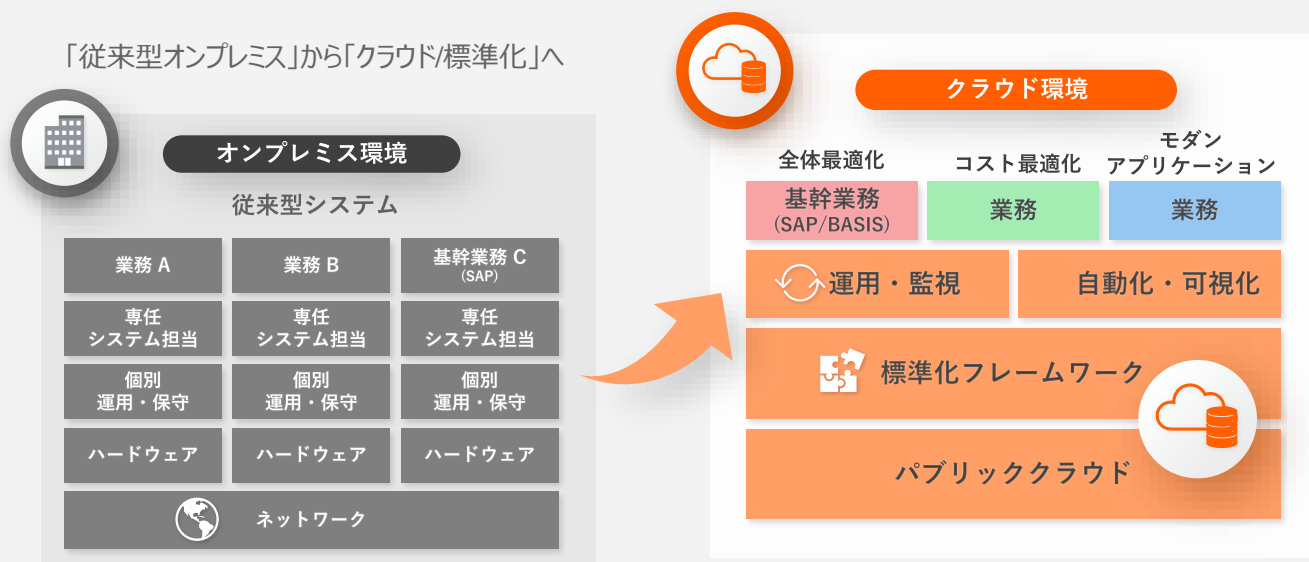 「従来型オンプレミス」から「クラウド/標準化」へ
オンプレミス環境
従来型システム
業務 A
業務 B
基幹業務 C
(SAP)
専任
システム担当
専任
システム担当
専任
システム担当
個別
運用・保守
個別
運用・保守
個別
運用・保守
ハードウェア
ハードウェア
ハードウェア
ネットワーク
クラウド環境
全体最適化
コスト最適化
モダン
アプリケーション
基幹業務
(SAP/BASIS)
業務
業務
運用・監視
自動化・可視化
標準化フレームワーク
パブリッククラウド